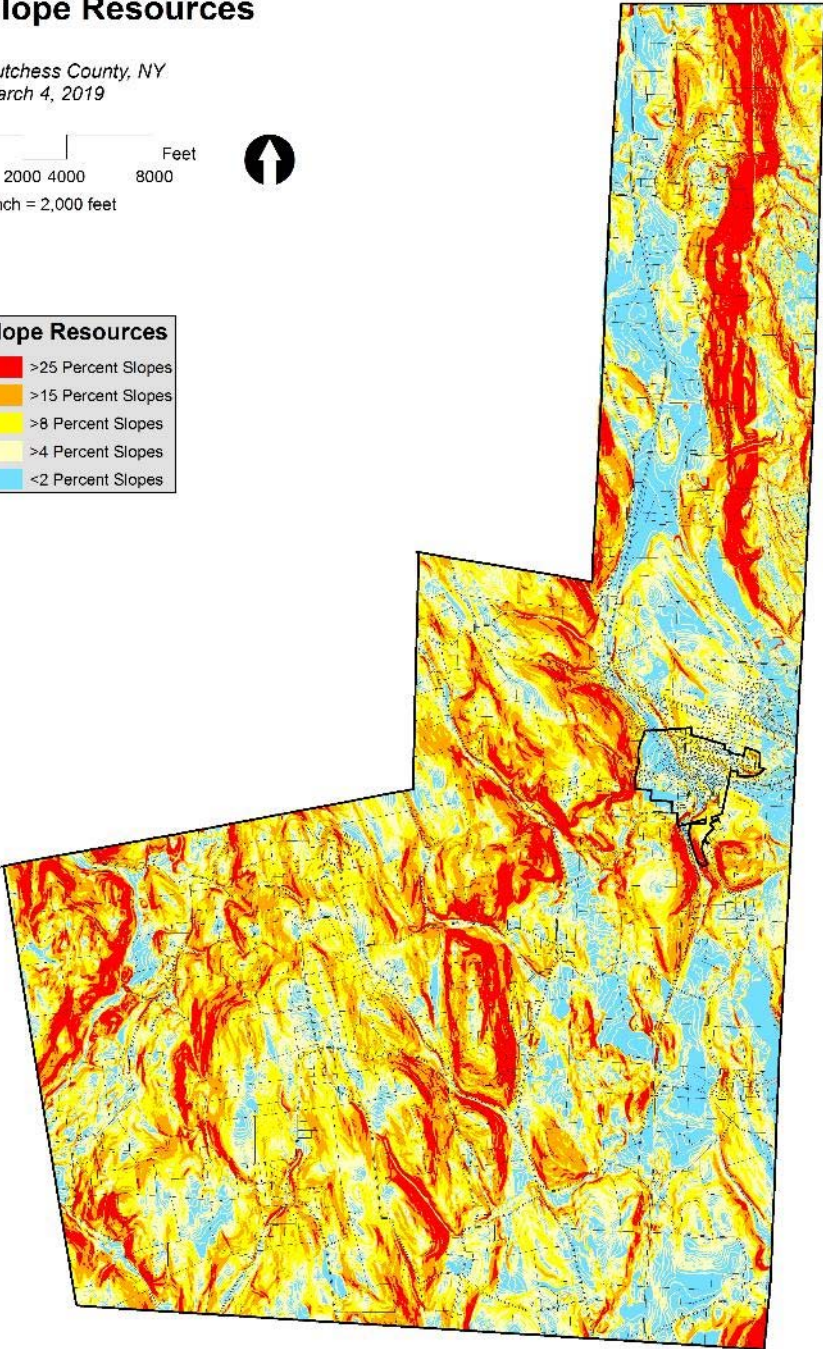 lope Resources
utchess County, NY
arch 4, 2019
Feet
2000 4000 8000
nch = 2,000 feet
lope Resources
>25 Percent Slopes
>15 Percent Slopes
>8 Percent Slopes
>4 Percent Slopes
<2 Percent Slopes